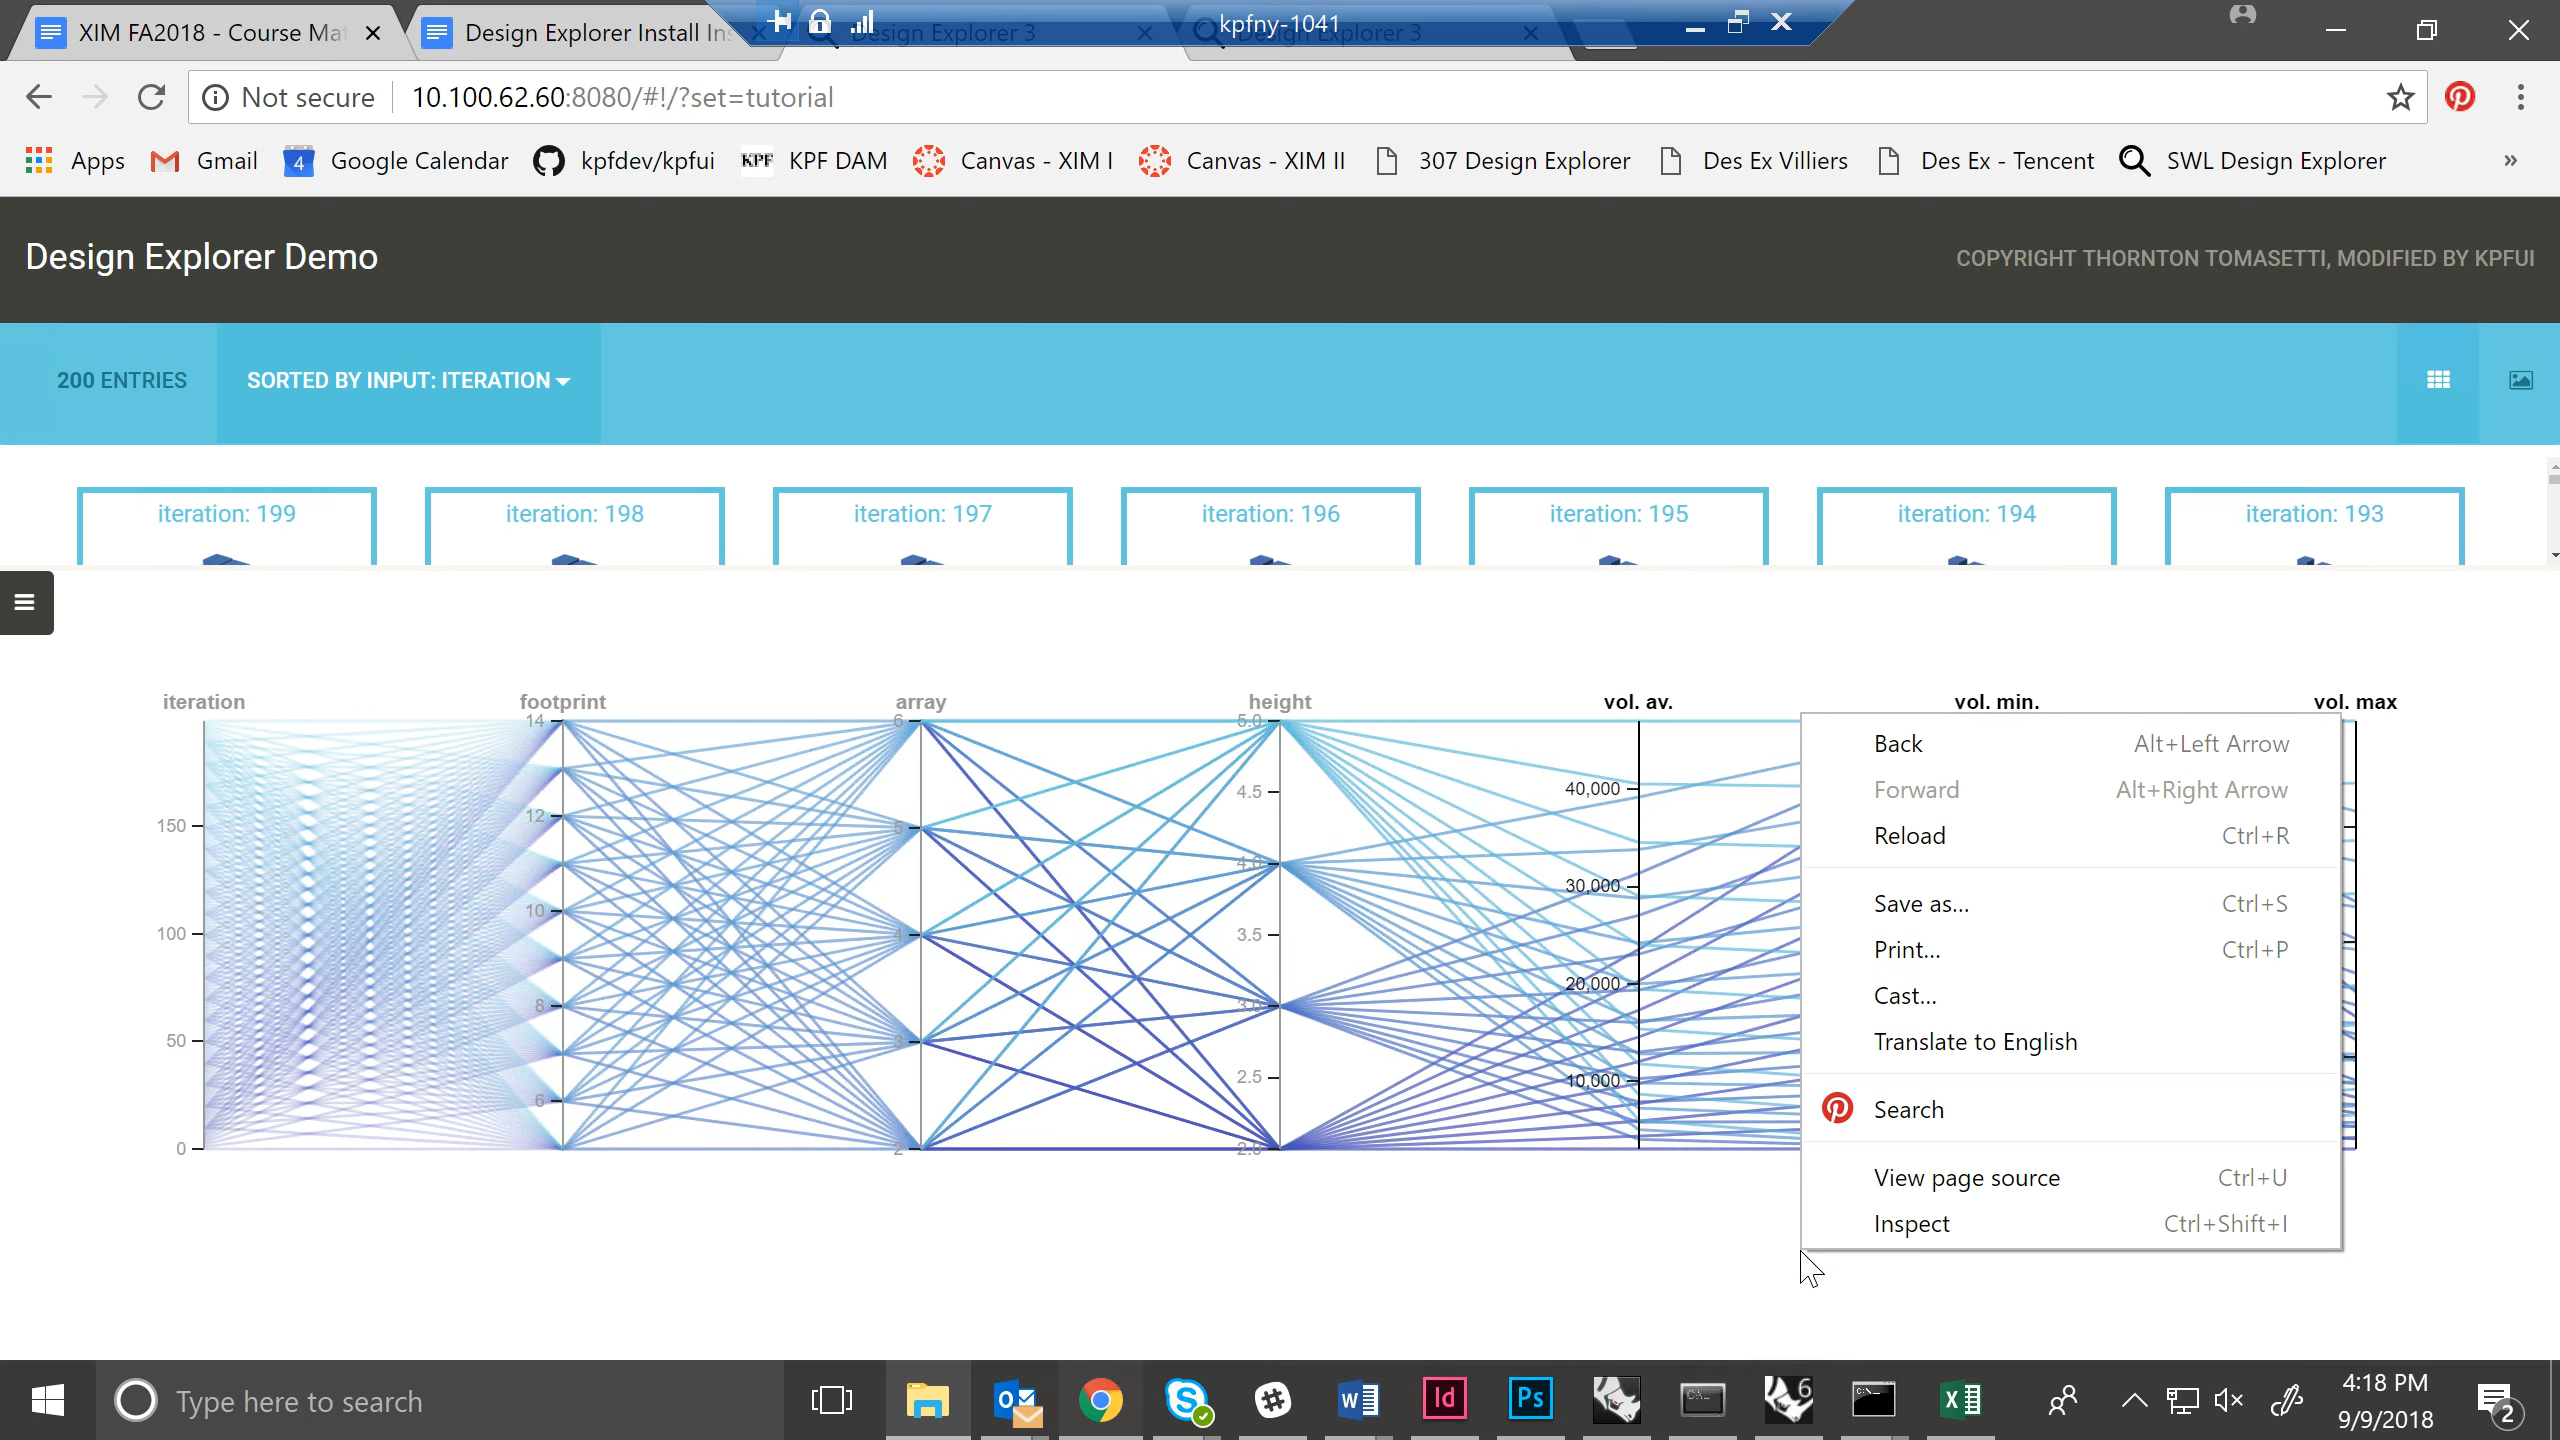 XIM FA2018 - Course Mat
Design Explorer Install Ins
Design Explorer 3
kpfny-1041
Design Explorer 3
Not secure
10.100.62.60:8080/#!/?set=tutorial
Apps
Gmail
4
Google Calendar
kpfdev/kpfui
KPF
KPF DAM
Canvas - XIM I
Canvas - XIM II
307 Design Explorer
Des Ex Villiers
Des Ex - Tencent
SWL Design Explorer
»
Design Explorer Demo
COPYRIGHT THORNTON TOMASETTI, MODIFIED BY KPFUI
200 ENTRIES
SORTED BY INPUT: ITERATION
iteration: 199
iteration: 198
iteration: 197
iteration: 196
iteration: 195
iteration: 194
iteration: 193
iteration
footprint
array
height
vol. av.
vol. min.
vol. max
150
100
50
0
14
12
10
8
6
6
5
4
3
2
5.0
4.5
4.0
3.5
3.0
2.5
2.0
40,000
30,000
20,000
10,000
Back Alt+Left Arrow
Forward Alt+Right Arrow
Reload Ctrl+R
Save as... Ctrl+S
Print... Ctrl+P
Cast...
Translate to English
Search
View page source Ctrl+U
Inspect Ctrl+Shift+I
Type here to search
Id
Ps
6
4:18 PM
9/9/2018
2